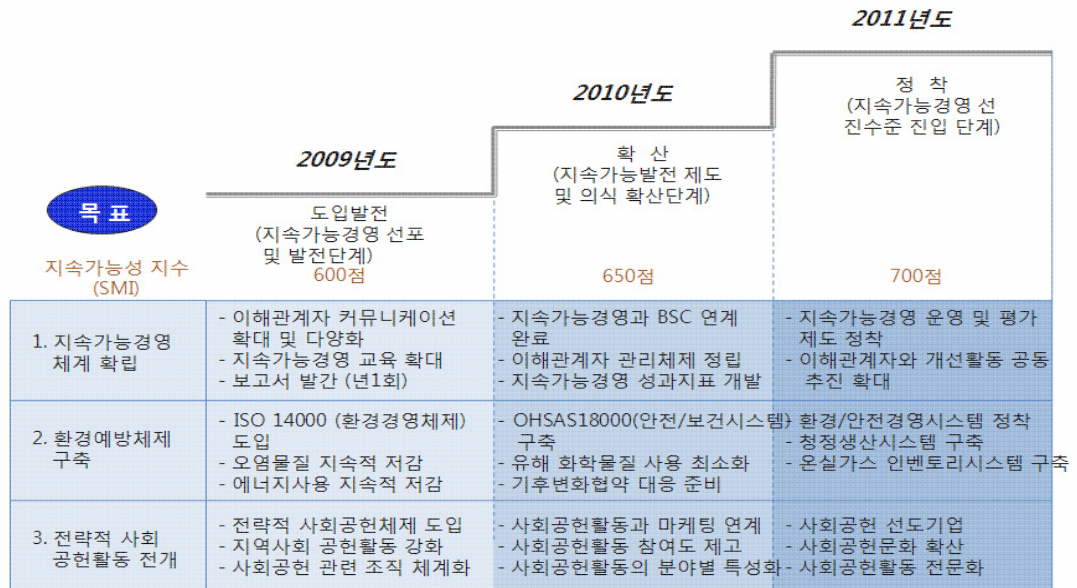 2011년도
정 착
(지속가능경영 선
진수준 진입 단계)
2010년도
확 산
(지속가능발전 제도
및 의식 확산단계)
2009년도
도입발전
(지속가능경영 선포
및 발전단계)
목 표
지속가능성 지수
(SMI)
600점
650점
700점
1. 지속가능경영
체계 확립
- 이해관계자 커뮤니케이션
확대 및 다양화
- 지속가능경영 교육 확대
- 보고서 발간 (년1회)
- 지속가능경영과 BSC 연계
완료
- 이해관계자 관리체제 정립
- 지속가능경영 성과지표 개발
- 지속가능경영 운영 및 평가
제도 정착
- 이해관계자와 개선활동 공동
추진 확대
2. 환경예방체제
구축
- ISO 14000 (환경경영체제)
도입
- 오염물질 지속적 저감
- 에너지사용 지속적 저감
- OHSAS18000(안전/보건시스템)
구축
- 유해 화학물질 사용 최소화
- 기후변화협약 대응 준비
- 환경/안전경영시스템 정착
- 청정생산시스템 구축
- 온실가스 인벤토리시스템 구축
3. 전략적 사회
공헌활동 전개
- 전략적 사회공헌체제 도입
- 지역사회 공헌활동 강화
- 사회공헌 관련 조직 체계화
- 사회공헌활동과 마케팅 연계
- 사회공헌활동 참여도 제고
- 사회공헌활동의 분야별 특성화
- 사회공헌 선도기업
- 사회공헌문화 확산
- 사회공헌활동 전문화